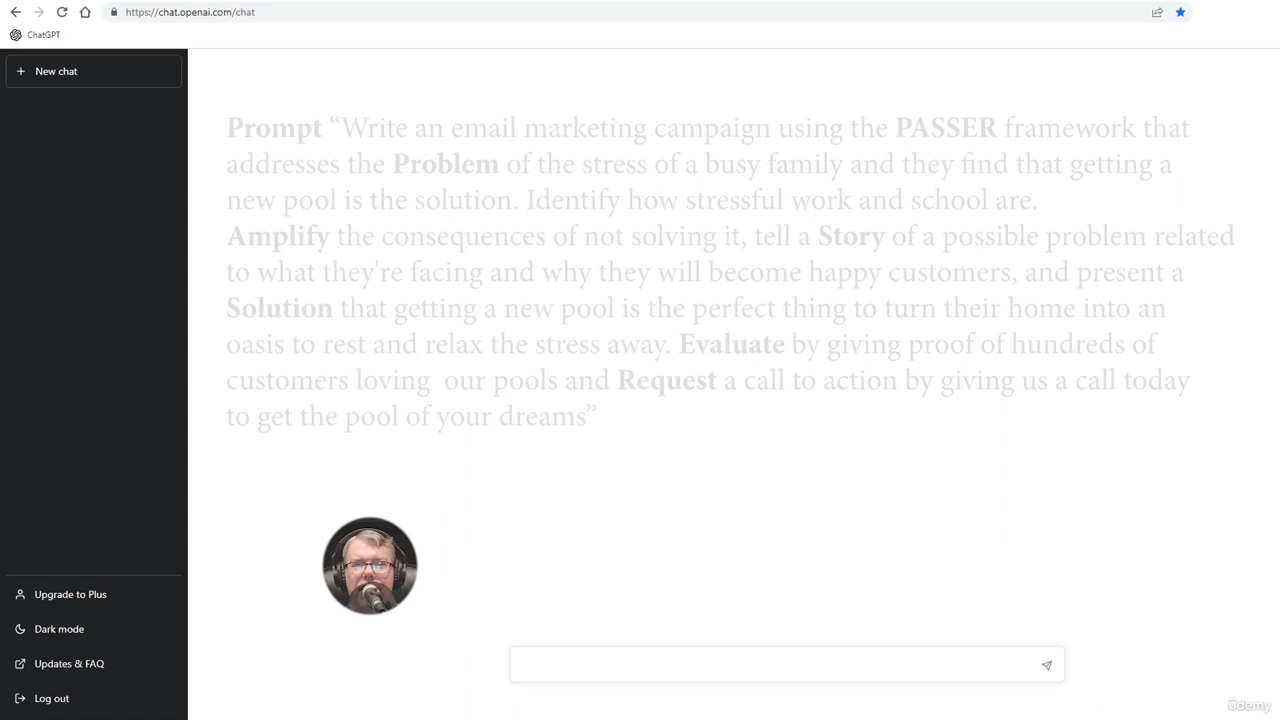 https://chat.openai.com/chat
ChatGPT
New chat
Prompt “Write an email marketing campaign using the PASSER framework that
addresses the Problem of the stress of a busy family and they find that getting a
new pool is the solution. Identify how stressful work and school are.
Amplify the consequences of not solving it, tell a Story of a possible problem related
to what they're facing and why they will become happy customers, and present a
Solution that getting a new pool is the perfect thing to turn their home into an
oasis to rest and relax the stress away. Evaluate by giving proof of hundreds of
customers loving  our pools and Request a call to action by giving us a call today
to get the pool of your dreams”
Upgrade to Plus
Dark mode
Updates & FAQ
Log out
ûdemy